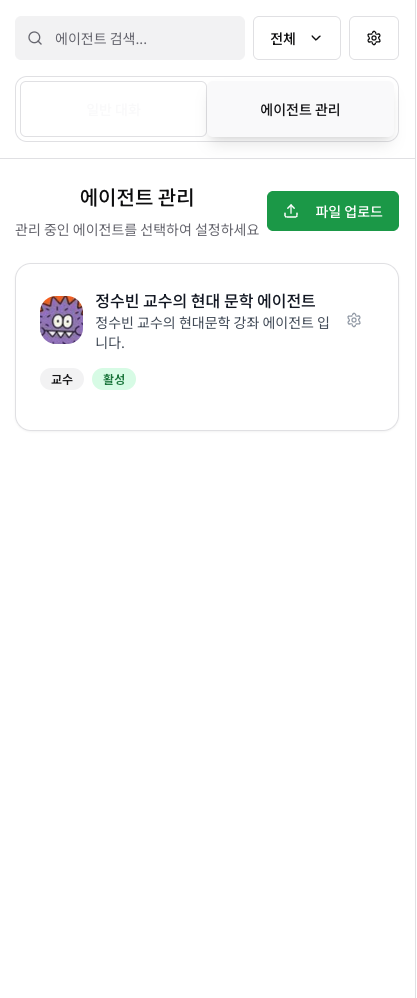 에이전트 검색...
전체
일반 대화
에이전트 관리
에이전트 관리
관리 중인 에이전트를 선택하여 설정하세요
파일 업로드
정수빈 교수의 현대 문학 에이전트
정수빈 교수의 현대문학 강좌 에이전트 입
니다.
교수
활성